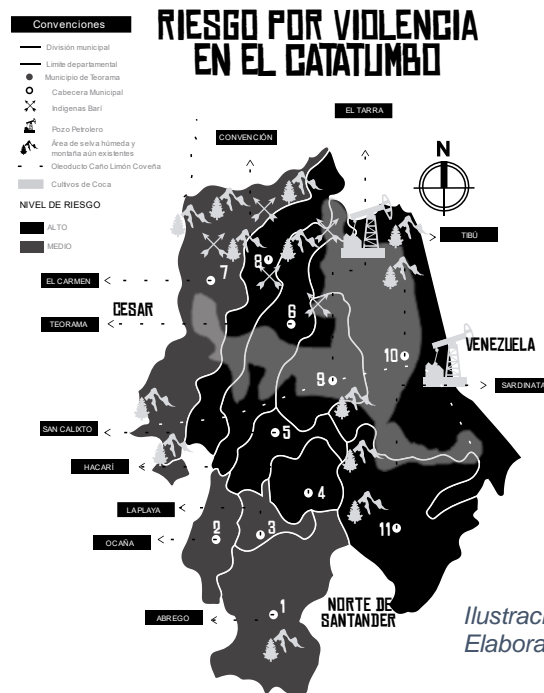 RIESGO POR VIOLENCIA
EN EL CATATUMBO
Convenciones
División municipal
Limite departamental
Municipio de Teorama
Cabecera Municipal
Indigenas Barí
Pozo Petrolero
Área de selva húmeda y
montaña aún existentes
Oleoducto Caño Limón Coveña
Cultivos de Coca
NIVEL DE RIESGO
ALTO
MEDIO
EL TARRA
CONVENCIÓN
N
TIBÚ
EL CARMEN
CESAR
TEORAMA
VENEZUELA
SARDINATA
SAN CALIXTO
HACARÍ
LA PLAYA
OCAÑA
ABREGO
NORTE DE
SANTANDER
7
8
6
10
9
5
4
2
3
11
1
Ilustraci
Elabora